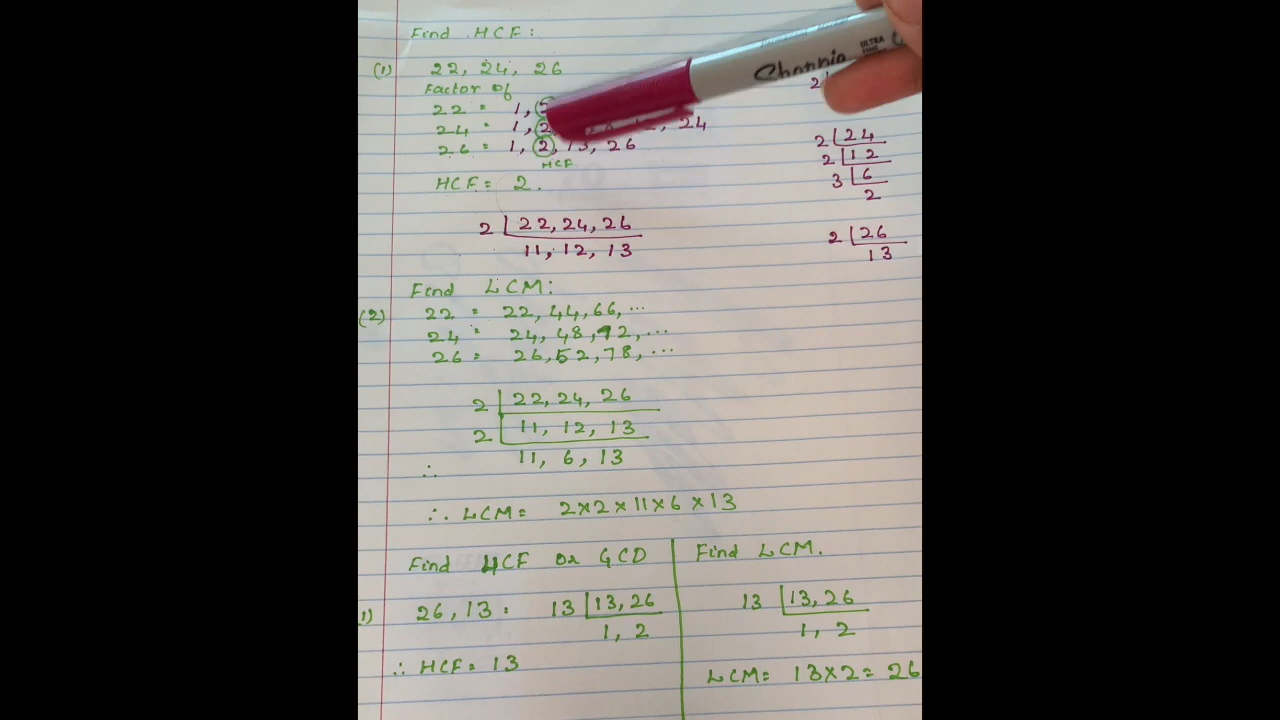 Find HCF:
(1) 22, 24, 26
Factor of
22 = 1,
24 = 1, 2, 12, 24
26 = 1, 2, 13, 26
HCF
HCF = 2.
2 | 22, 24, 26
11, 12, 13
2 | 24
2 | 12
3 | 6
2
2 | 26
13
Find LCM:
(2) 22 = 22, 44, 66, ...
24 = 24, 48, 92, ...
26 = 26, 52, 78, ...
2 | 22, 24, 26
2 | 11, 12, 13
11, 6, 13
∴
∴ LCM = 2×2×11×6×13
Find HCF or GCD
1) 26, 13 = 13 | 13, 26
1, 2
∴ HCF = 13
Find LCM.
13 | 13, 26
1, 2
LCM = 13×2 = 26
ULTRA